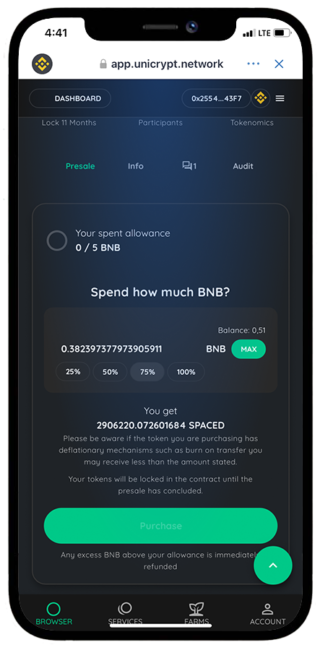 4:41
LTE
app.unicrypt.network
DASHBOARD
0x2554...43F7
Lock 11 Months
Participants
Tokenomics
Presale
Info
1
Audit
Your spent allowance
0 / 5 BNB
Spend how much BNB?
Balance: 0,51
0.382397377973905911
BNB
MAX
25%
50%
75%
100%
You get
2906220.072601684 SPACED
Please be aware if the token you are purchasing has
deflationary mechanisms such as burn on transfer you
may receive less than the amount stated.
Your tokens will be locked in the contract until the
presale has concluded.
Purchase
Any excess BNB above your allowance is immediately
refunded
BROWSER
SERVICES
FARMS
ACCOUNT